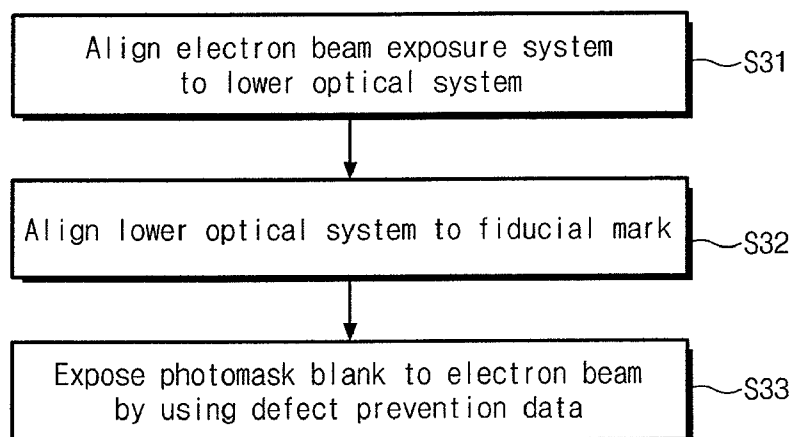 Align electron beam exposure system
to lower optical system
S31
Align lower optical system to fiducial mark
S32
Expose photomask blank to electron beam
by using defect prevention data
S33